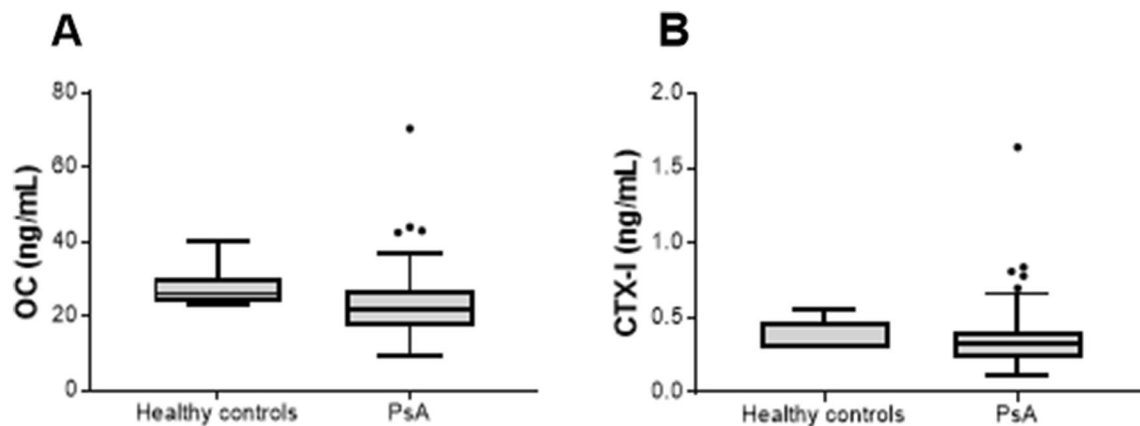 A
OC (ng/mL)
80
60
40
20
0
Healthy controls
PsA
B
CTX-I (ng/mL)
2.0
1.5
1.0
0.5
0.0
Healthy controls
PsA